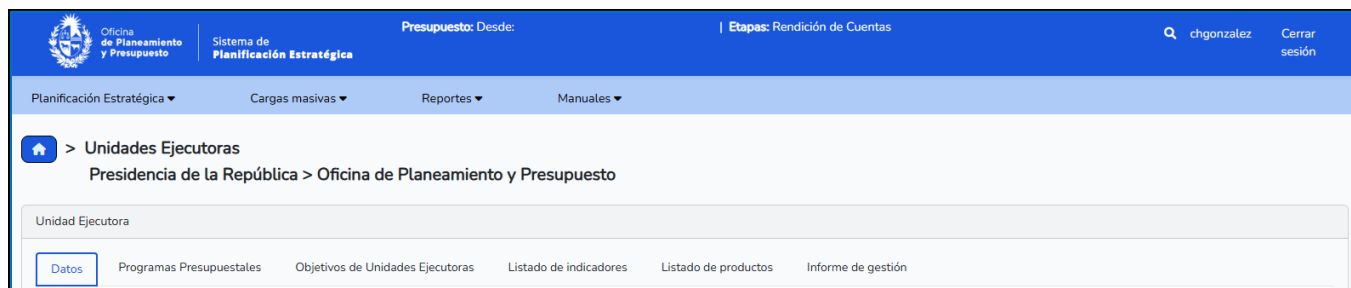 Oficina
de Planeamiento
y Presupuesto
Sistema de
Planificación Estratégica
Presupuesto: Desde: | Etapas: Rendición de Cuentas
chgonzalez
Cerrar
sesión
Planificación Estratégica Cargas masivas Reportes Manuales
> Unidades Ejecutoras
Presidencia de la República > Oficina de Planeamiento y Presupuesto
Unidad Ejecutora
Datos Programas Presupuestales Objetivos de Unidades Ejecutoras Listado de indicadores Listado de productos Informe de gestión